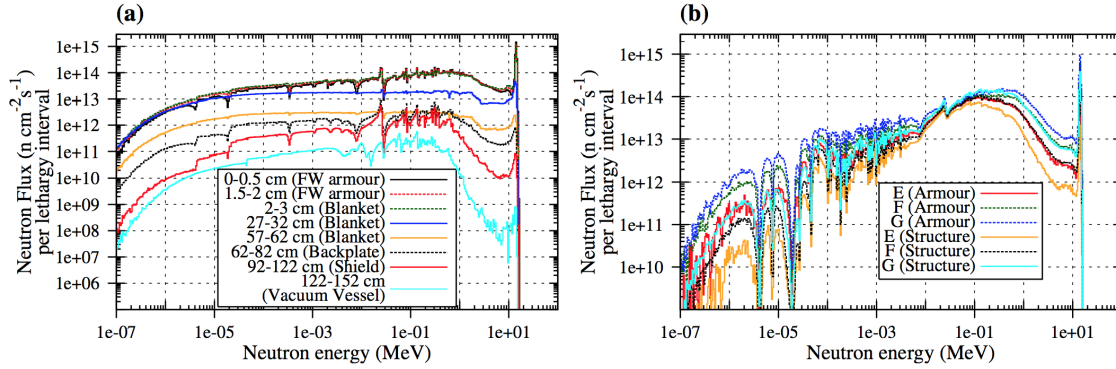 (a)
Neutron Flux (n cm-2s-1)
per lethargy interval
1e+15
1e+14
1e+13
1e+12
1e+11
1e+10
1e+09
1e+08
1e+07
1e+06
0-0.5 cm (FW armour)
1.5-2 cm (FW armour)
2-3 cm (Blanket)
27-32 cm (Blanket)
57-62 cm (Blanket)
62-82 cm (Backplate)
92-122 cm (Shield)
122-152 cm
(Vacuum Vessel)
1e-07 1e-05 1e-03 1e-01 1e+01
Neutron energy (MeV)
(b)
Neutron Flux (n cm-2s-1)
per lethargy interval
1e+15
1e+14
1e+13
1e+12
1e+11
1e+10
E (Armour)
F (Armour)
G (Armour)
E (Structure)
F (Structure)
G (Structure)
1e-07 1e-05 1e-03 1e-01 1e+01
Neutron energy (MeV)